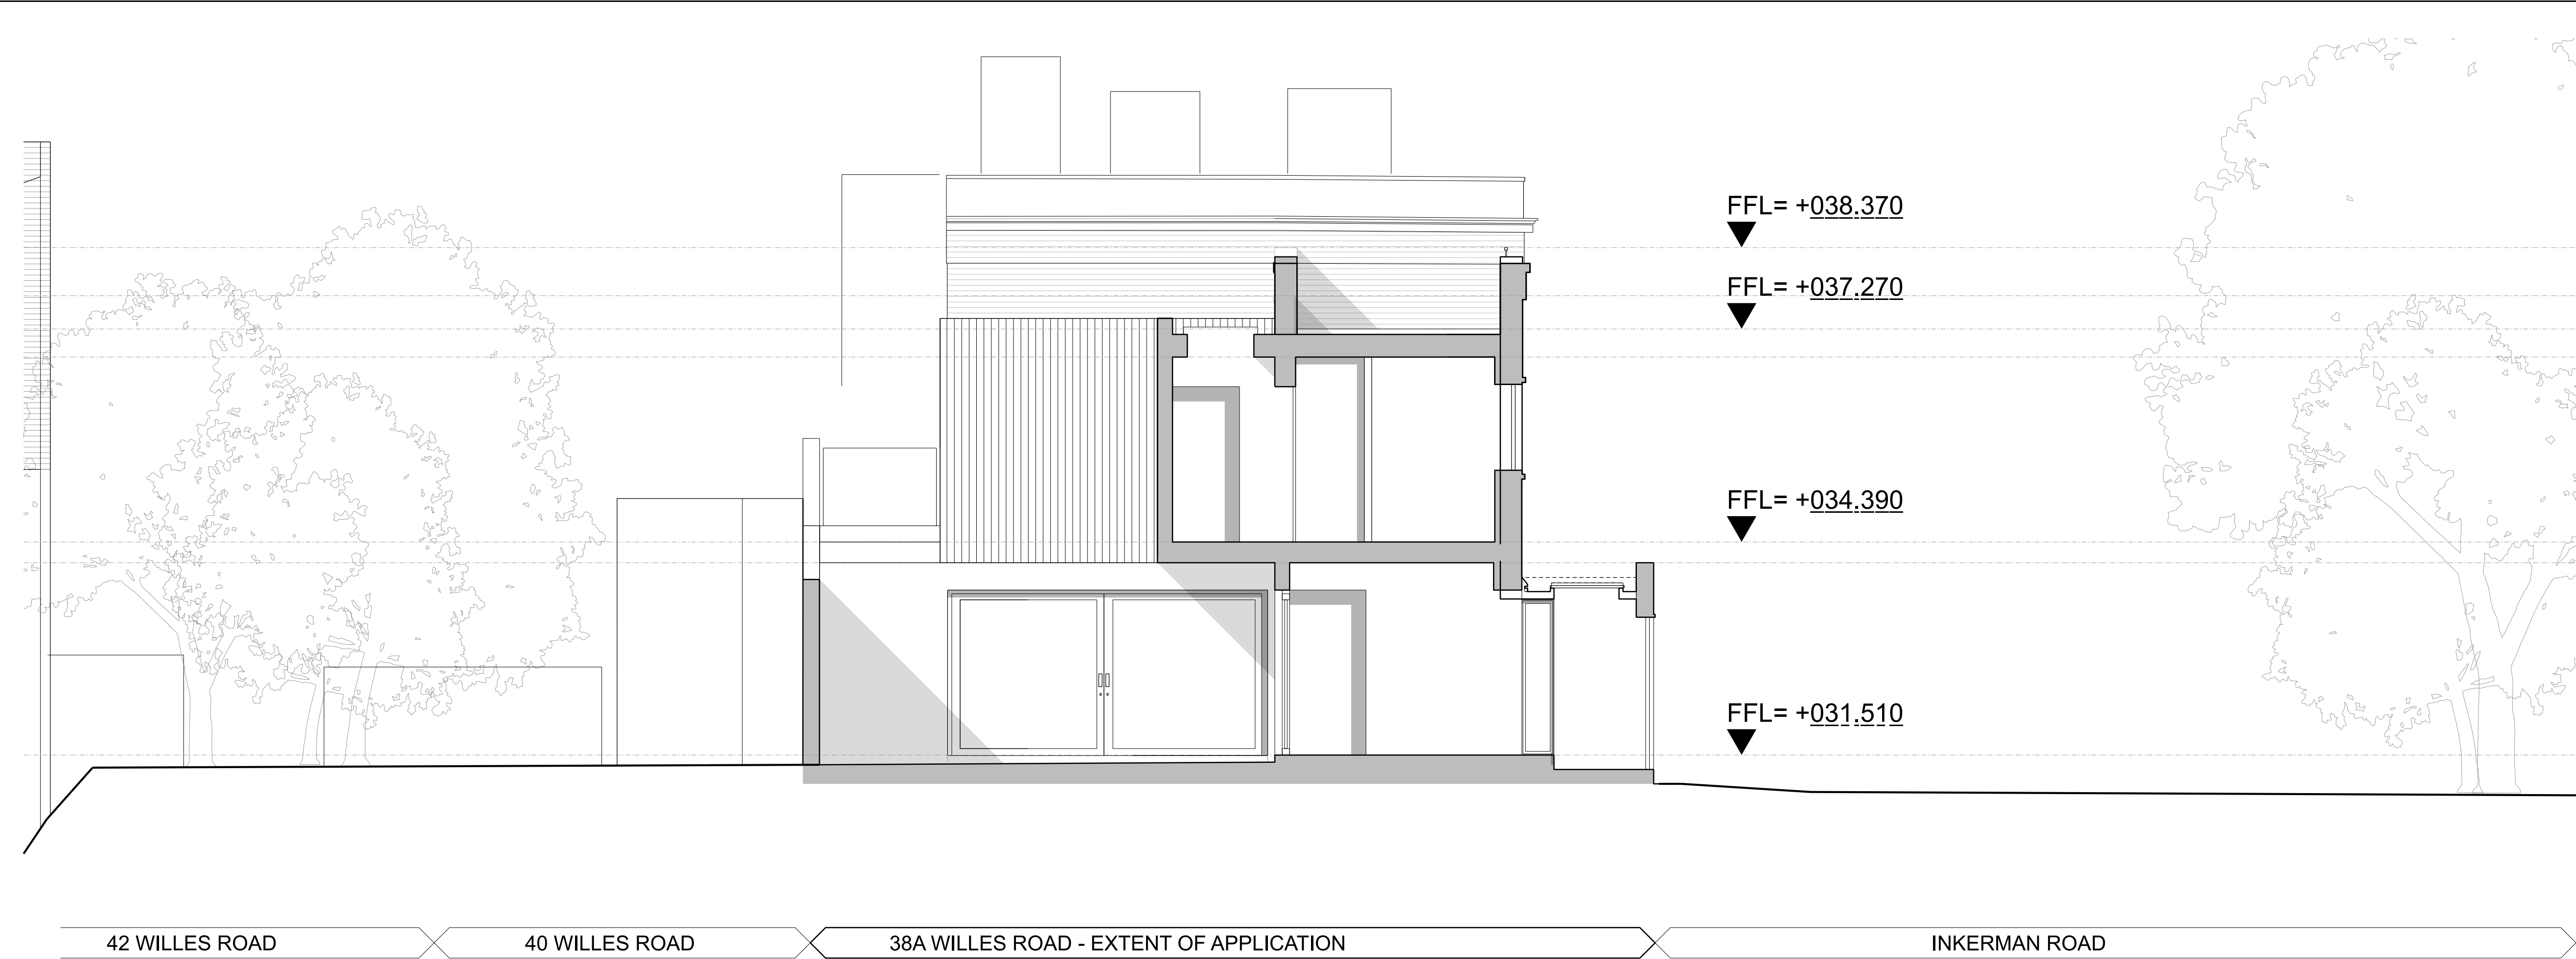 FFL= +038.370
FFL= +037.270
FFL= +034.390
FFL= +031.510
42 WILLES ROAD
40 WILLES ROAD
38A WILLES ROAD - EXTENT OF APPLICATION
INKERMAN ROAD